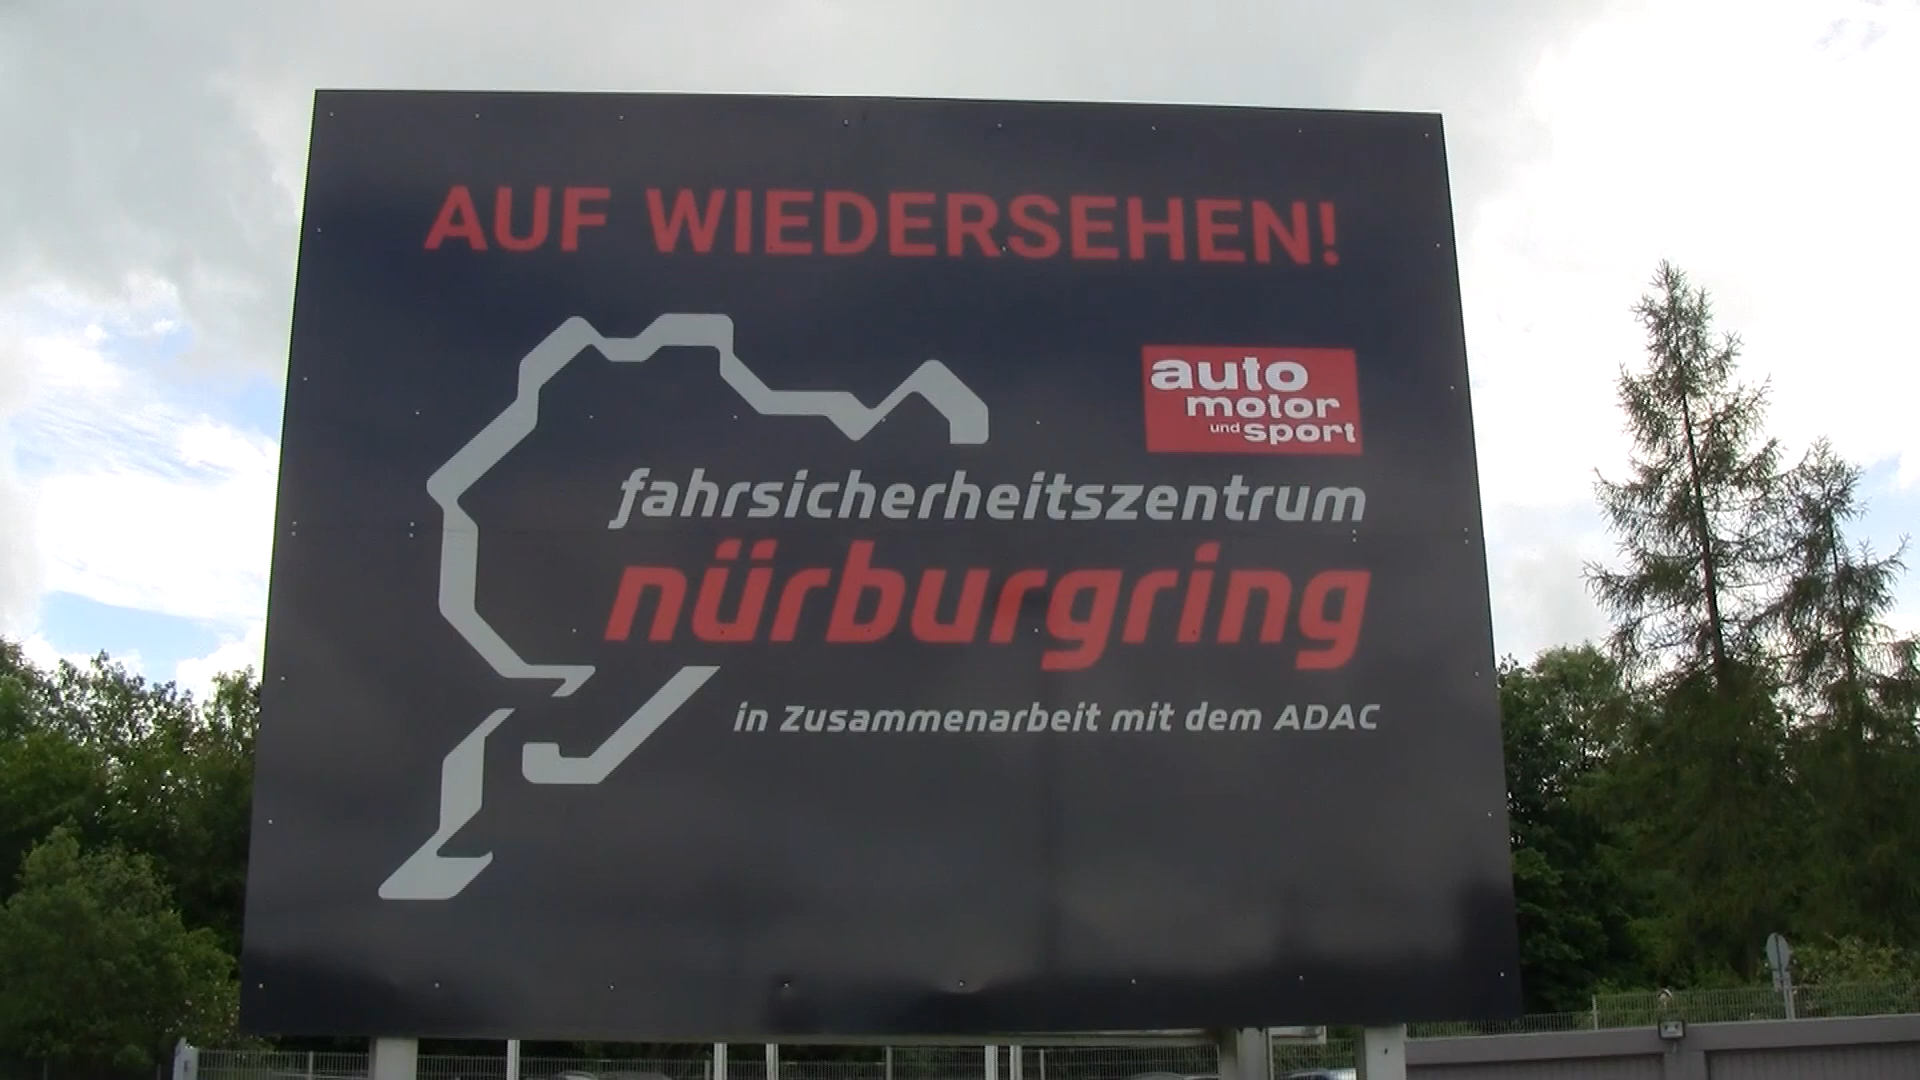 AUF WIEDERSEHEN!
auto
motor
und sport
fahrsicherheitszentrum
nürburgring
in Zusammenarbeit mit dem ADAC